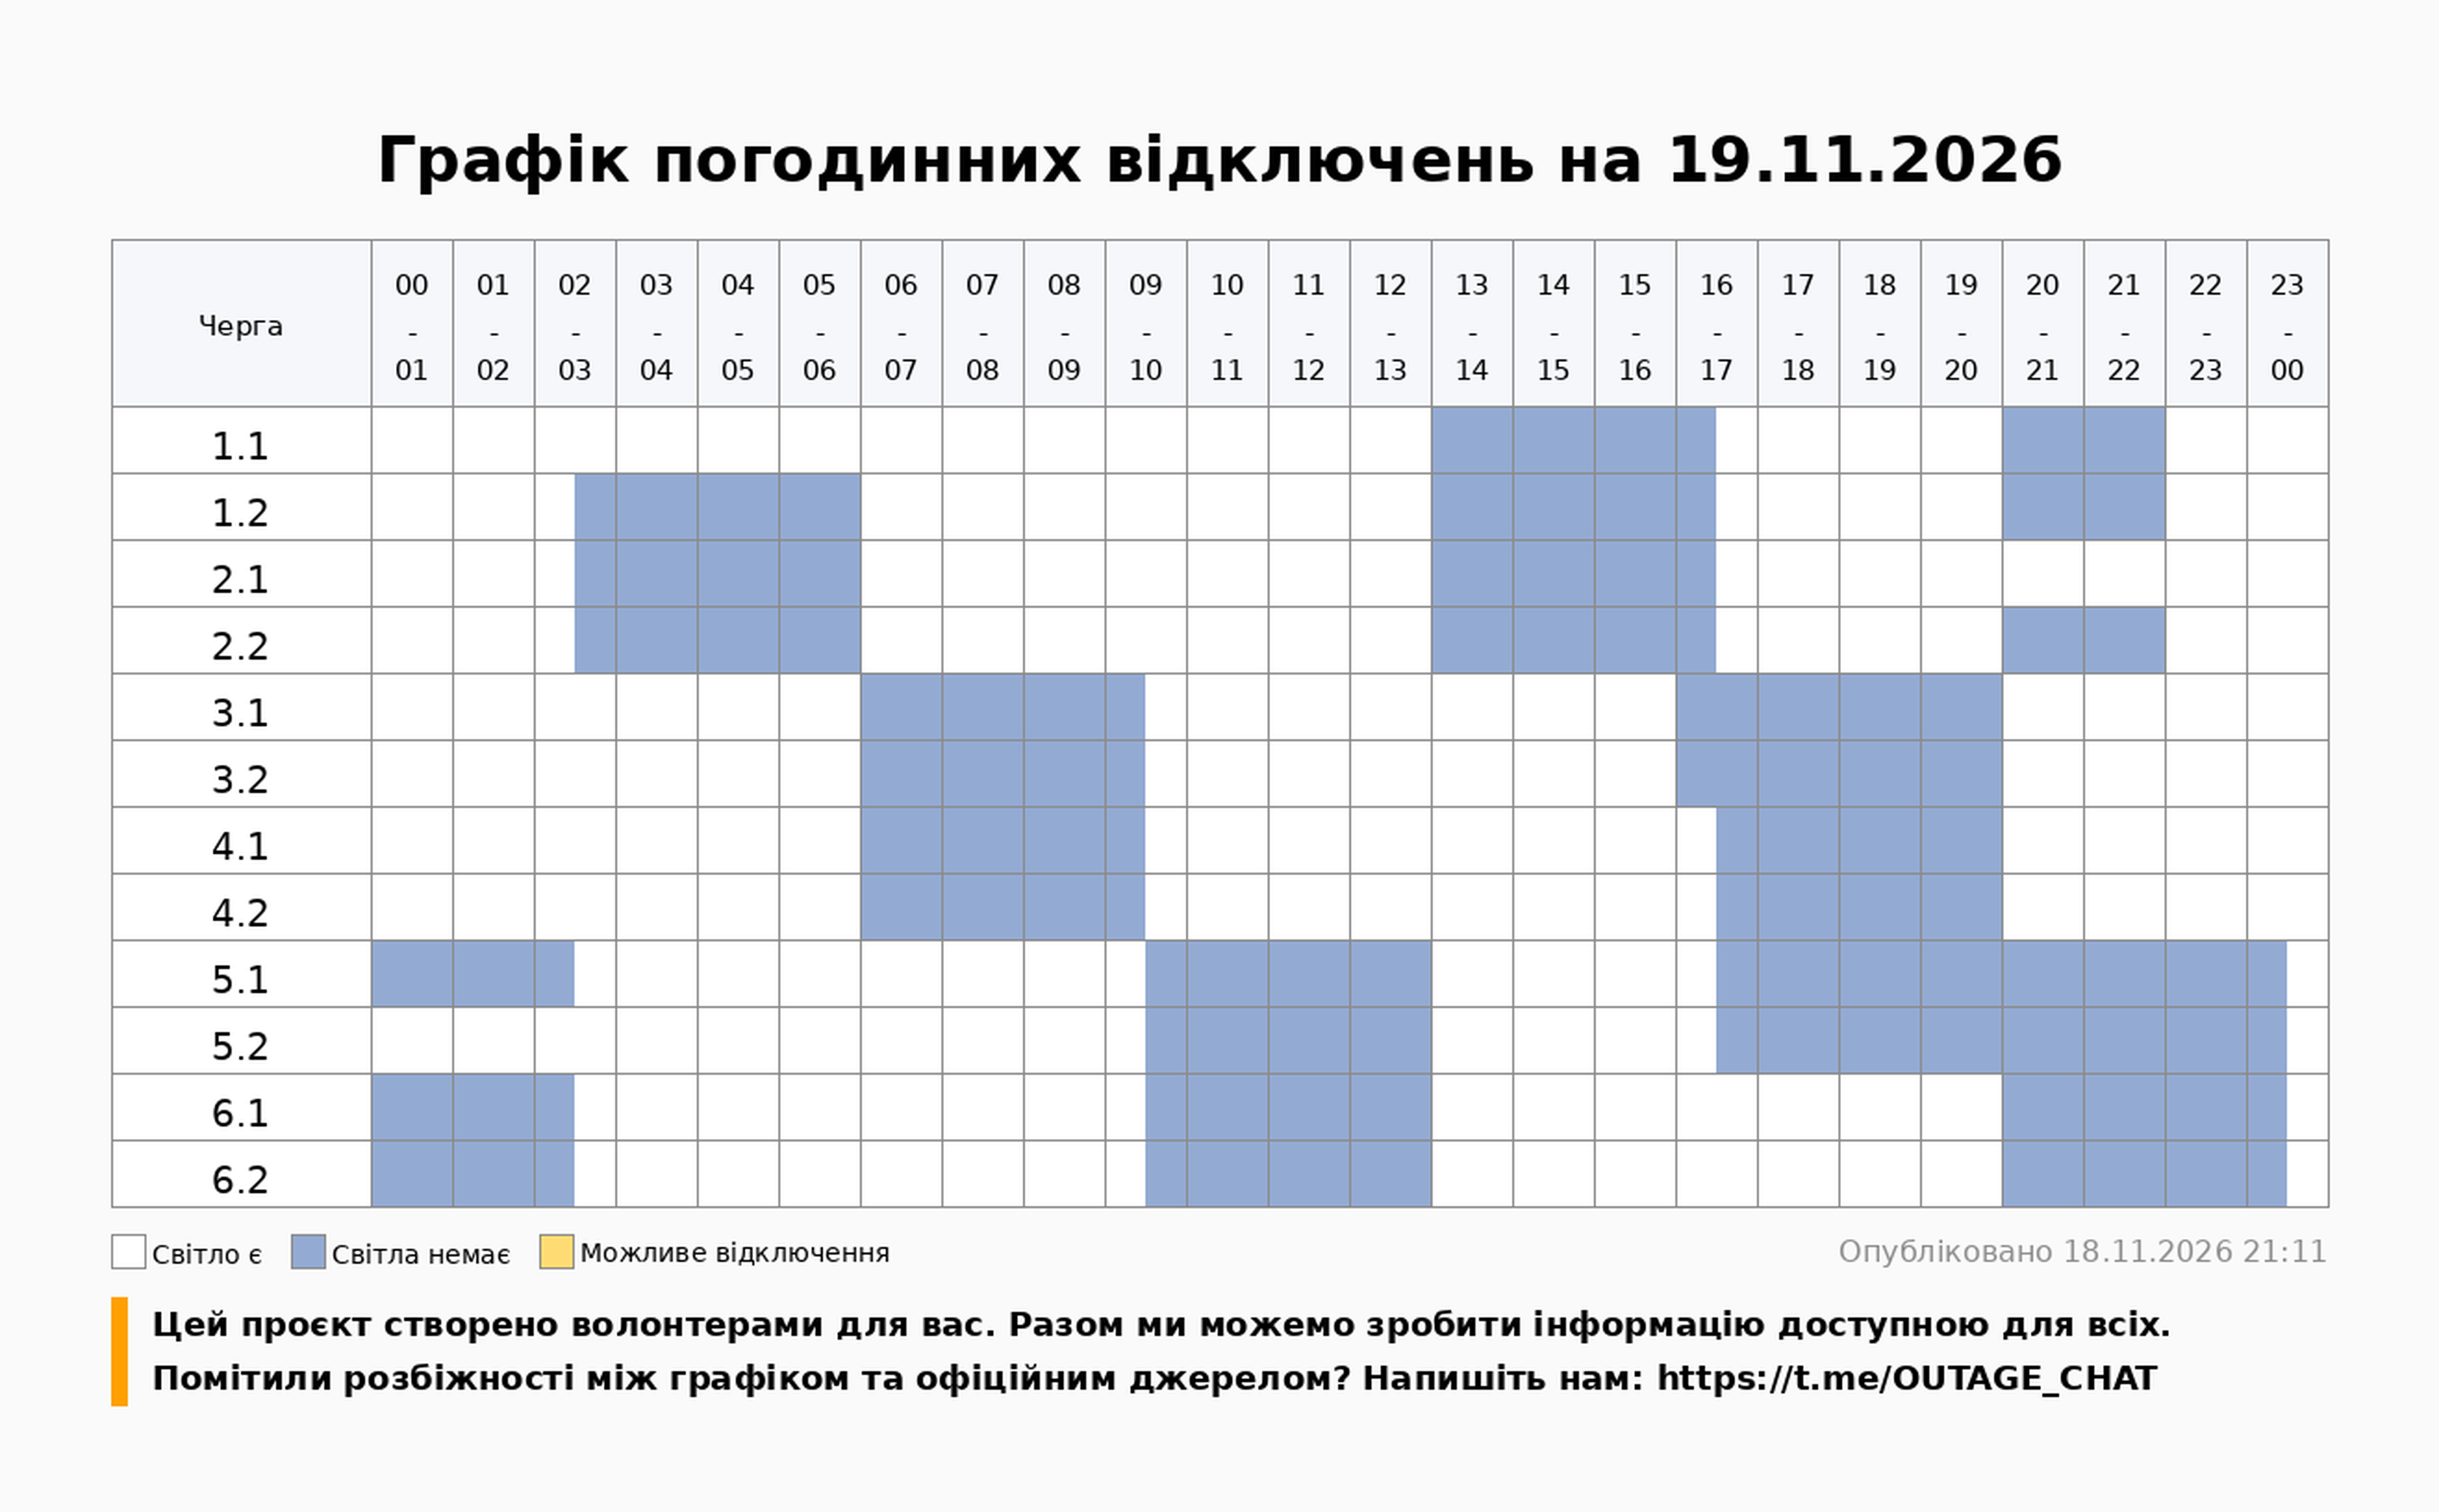 Графік погодинних відключень на 19.11.2026
Черга 00 - 01 01 - 02 02 - 03 03 - 04 04 - 05 05 - 06 06 - 07 07 - 08 08 - 09 09 - 10 10 - 11 11 - 12 12 - 13 13 - 14 14 - 15 15 - 16 16 - 17 17 - 18 18 - 19 19 - 20 20 - 21 21 - 22 22 - 23 23 - 00
1.1
1.2
2.1
2.2
3.1
3.2
4.1
4.2
5.1
5.2
6.1
6.2
Світло є Світла немає Можливе відключення Опубліковано 18.11.2026 21:11
Цей проєкт створено волонтерами для вас. Разом ми можемо зробити інформацію доступною для всіх.
Помітили розбіжності між графіком та офіційним джерелом? Напишіть нам: https://t.me/OUTAGE_CHAT